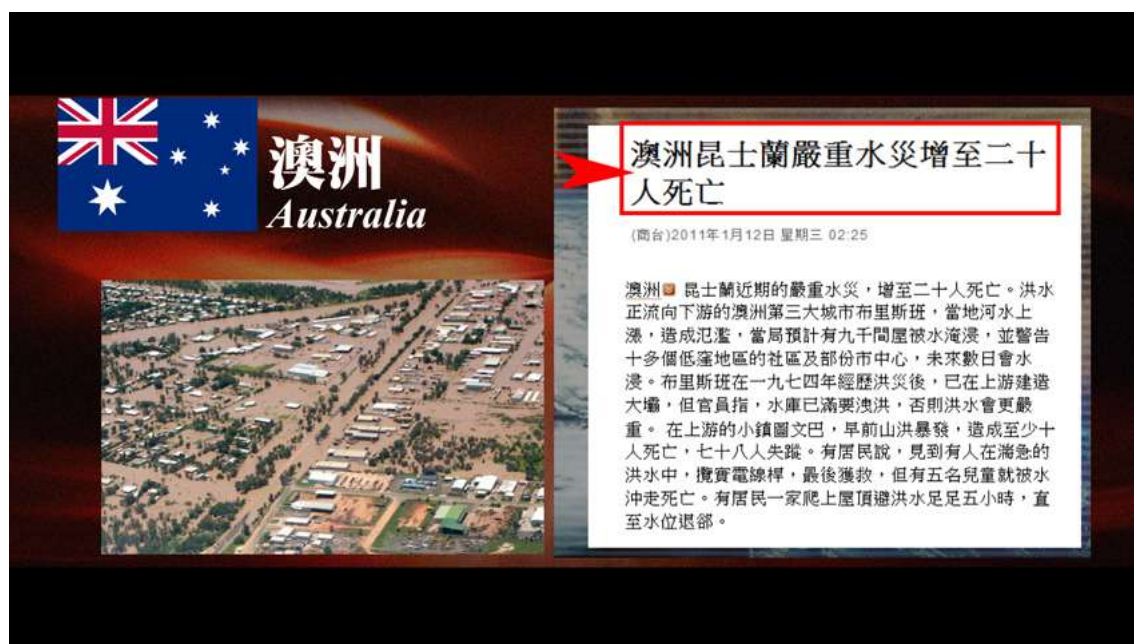 澳洲
Australia
澳洲昆士蘭嚴重水災增至二十
人死亡
(商台)2011年1月12日 星期三 02:25
澳洲 昆士蘭近期的嚴重水災，增至二十人死亡。洪水
正流向下游的澳洲第三大城市布里斯班，當地河水上
漲，造成氾濫，當局預計有九千間屋被水淹浸，並警告
十多個低窪地區的社區及部份市中心，未來數日會水
浸。布里斯班在一九七四年經歷洪災後，已在上游建造
大壩，但官員指，水庫已滿要洩洪，否則洪水會更嚴
重。 在上游的小鎮圖文巴，早前山洪暴發，造成至少十
人死亡，七十八人失蹤。有居民說，見到有人在湍急的
洪水中，攬實電線桿，最後獲救，但有五名兒童就被水
沖走死亡。有居民一家爬上屋頂避洪水足足五小時，直
至水位退卻。